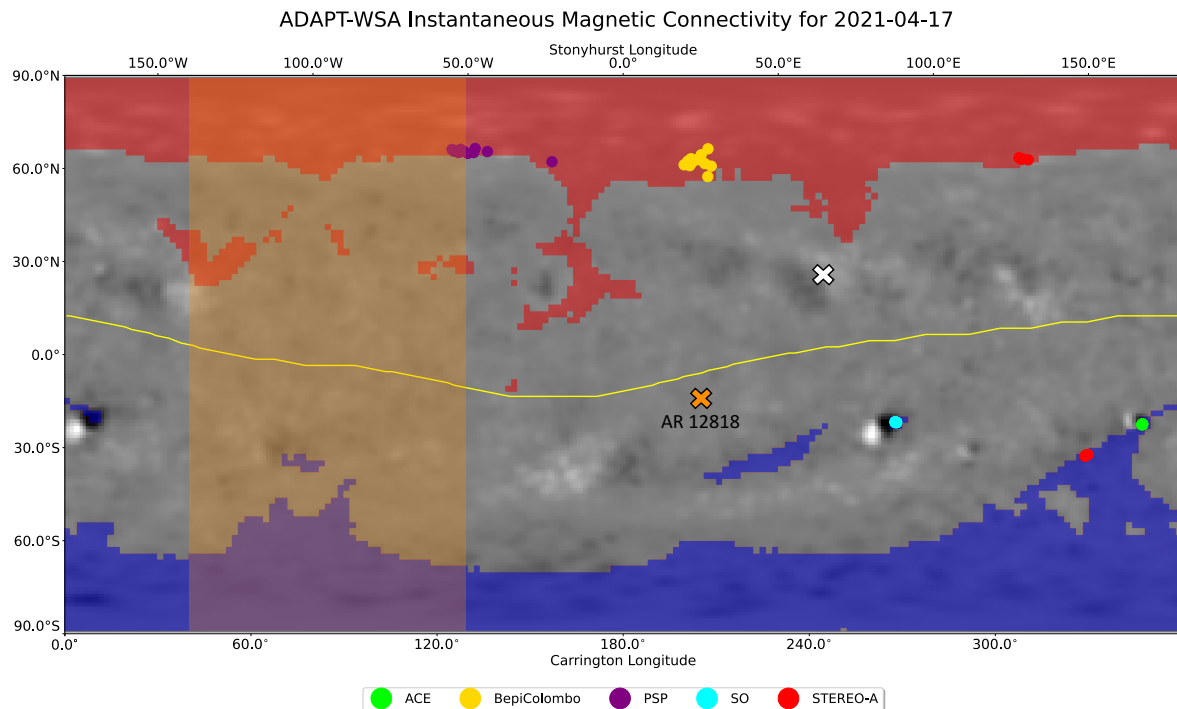 ADAPT-WSA Instantaneous Magnetic Connectivity for 2021-04-17
Stonyhurst Longitude
150.0°W 100.0°W 50.0°W 0.0° 50.0°E 100.0°E 150.0°E
90.0°N
60.0°N
30.0°N
0.0°
AR 12818
30.0°S
60.0°S
90.0°S
0.0° 60.0° 120.0° 180.0° 240.0° 300.0°
Carrington Longitude
ACE BepiColombo PSP SO STEREO-A